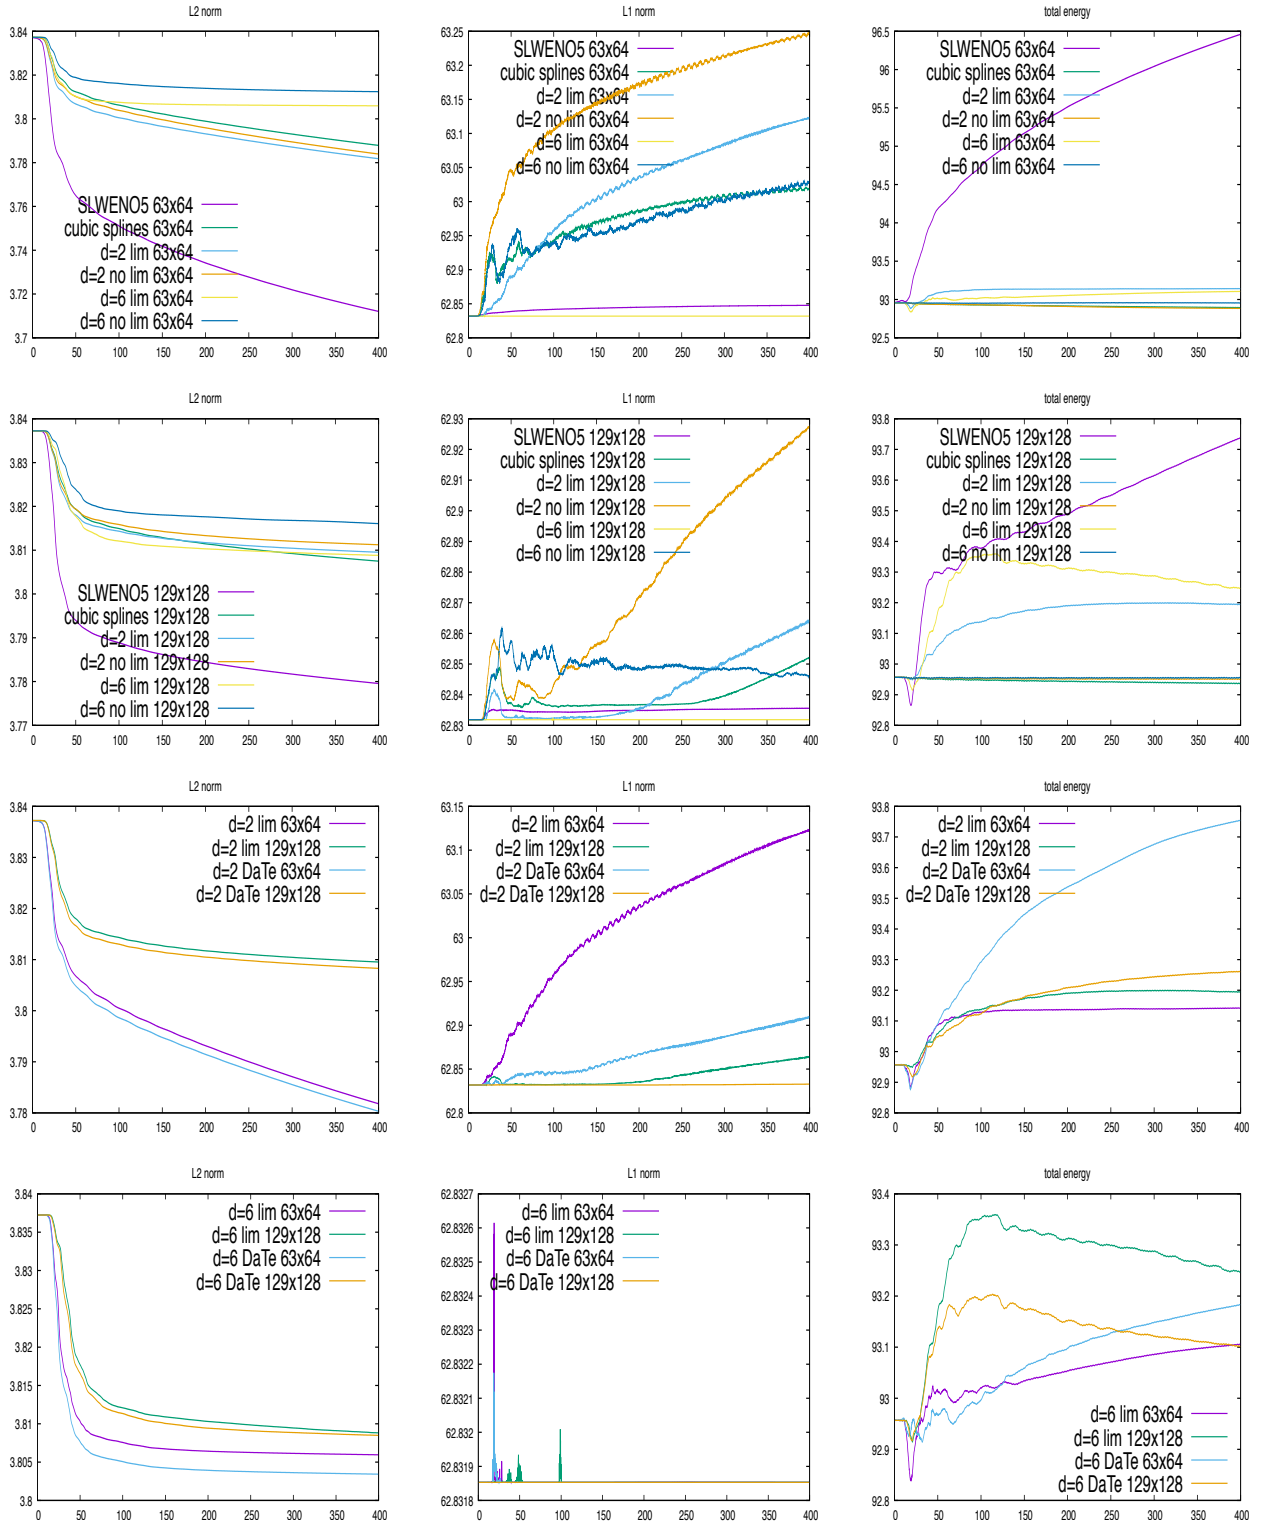 L2 norm
3.84
3.82
3.8
3.78
3.76
3.74
3.72
3.7
SLWENO5 63x64
cubic splines 63x64
d=2 lim 63x64
d=2 no lim 63x64
d=6 lim 63x64
d=6 no lim 63x64
0 50 100 150 200 250 300 350 400
L1 norm
63.25
63.2
63.15
63.1
63.05
63
62.95
62.9
62.85
62.8
SLWENO5 63x64
cubic splines 63x64
d=2 lim 63x64
d=2 no lim 63x64
d=6 lim 63x64
d=6 no lim 63x64
0 50 100 150 200 250 300 350 400
total energy
96.5
96
95.5
95
94.5
94
93.5
93
92.5
SLWENO5 63x64
cubic splines 63x64
d=2 lim 63x64
d=2 no lim 63x64
d=6 lim 63x64
d=6 no lim 63x64
0 50 100 150 200 250 300 350 400
L2 norm
3.84
3.83
3.82
3.81
3.8
3.79
3.78
3.77
SLWENO5 129x128
cubic splines 129x128
d=2 lim 129x128
d=2 no lim 129x128
d=6 lim 129x128
d=6 no lim 129x128
0 50 100 150 200 250 300 350 400
L1 norm
62.93
62.92
62.91
62.9
62.89
62.88
62.87
62.86
62.85
62.84
62.83
SLWENO5 129x128
cubic splines 129x128
d=2 lim 129x128
d=2 no lim 129x128
d=6 lim 129x128
d=6 no lim 129x128
0 50 100 150 200 250 300 350 400
total energy
93.8
93.7
93.6
93.5
93.4
93.3
93.2
93.1
93
92.9
92.8
SLWENO5 129x128
cubic splines 129x128
d=2 lim 129x128
d=2 no lim 129x128
d=6 lim 129x128
d=6 no lim 129x128
0 50 100 150 200 250 300 350 400
L2 norm
3.84
3.83
3.82
3.81
3.8
3.79
3.78
d=2 lim 63x64
d=2 lim 129x128
d=2 DaTe 63x64
d=2 DaTe 129x128
0 50 100 150 200 250 300 350 400
L1 norm
63.15
63.1
63.05
63
62.95
62.9
62.85
62.8
d=2 lim 63x64
d=2 lim 129x128
d=2 DaTe 63x64
d=2 DaTe 129x128
0 50 100 150 200 250 300 350 400
total energy
93.8
93.7
93.6
93.5
93.4
93.3
93.2
93.1
93
92.9
92.8
d=2 lim 63x64
d=2 lim 129x128
d=2 DaTe 63x64
d=2 DaTe 129x128
0 50 100 150 200 250 300 350 400
L2 norm
3.84
3.835
3.83
3.825
3.82
3.815
3.81
3.805
3.8
d=6 lim 63x64
d=6 lim 129x128
d=6 DaTe 63x64
d=6 DaTe 129x128
0 50 100 150 200 250 300 350 400
L1 norm
62.8327
62.8326
62.8325
62.8324
62.8323
62.8322
62.8321
62.832
62.8319
62.8318
d=6 lim 63x64
d=6 lim 129x128
d=6 DaTe 63x64
d=6 DaTe 129x128
0 50 100 150 200 250 300 350 400
total energy
93.4
93.3
93.2
93.1
93
92.9
92.8
d=6 lim 63x64
d=6 lim 129x128
d=6 DaTe 63x64
d=6 DaTe 129x128
0 50 100 150 200 250 300 350 400